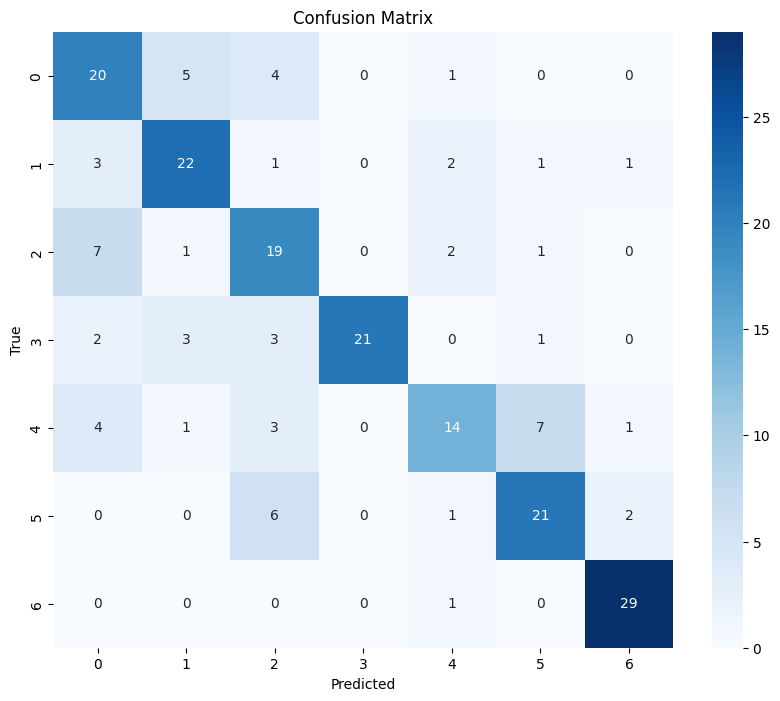 Confusion Matrix
0 20 5 4 0 1 0 0
1 3 22 1 0 2 1 1
2 7 1 19 0 2 1 0
3 2 3 3 21 0 1 0
4 4 1 3 0 14 7 1
5 0 0 6 0 1 21 2
6 0 0 0 0 1 0 29
0 1 2 3 4 5 6
Predicted
True
25
20
15
10
5
0